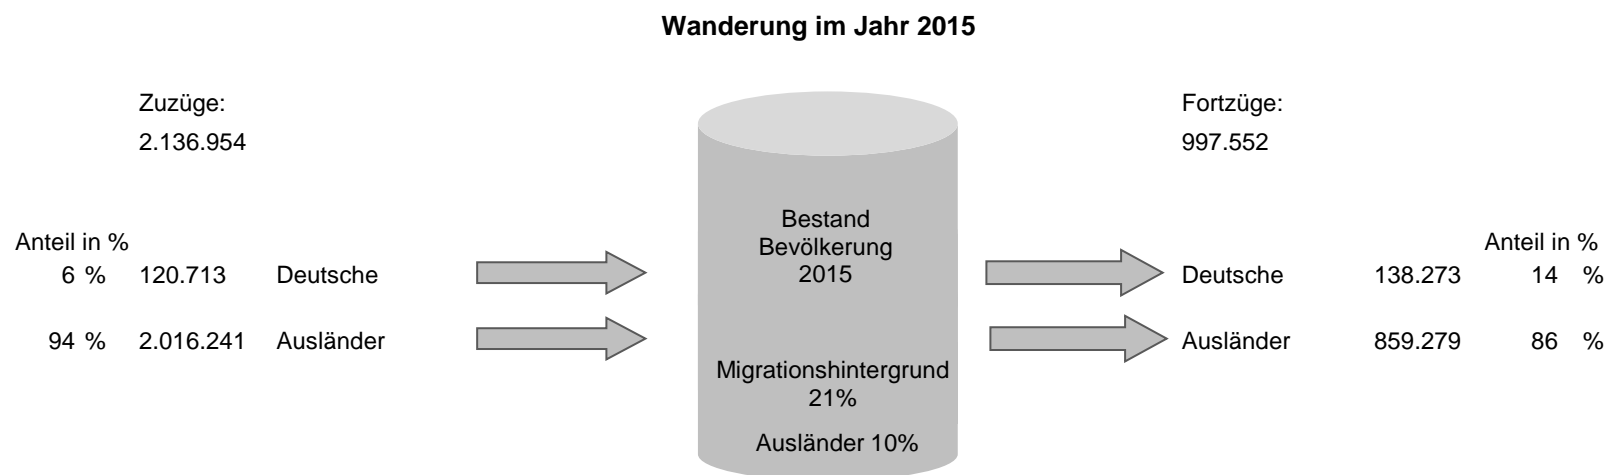 Wanderung im Jahr 2015
Zuzüge:
2.136.954
Fortzüge:
997.552
Anteil in %
6 % 120.713 Deutsche
94 % 2.016.241 Ausländer
Bestand
Bevölkerung
2015
Migrationshintergrund
21%
Ausländer 10%
Anteil in %
Deutsche 138.273 14 %
Ausländer 859.279 86 %